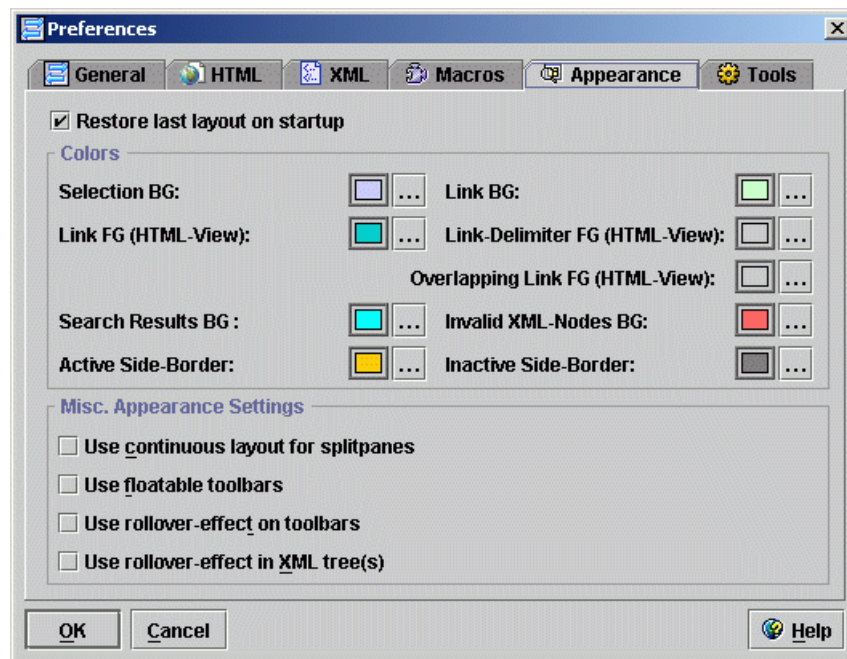 Preferences
General HTML XML Macros Appearance Tools
Restore last layout on startup
Colors
Selection BG: ... Link BG: ...
Link FG (HTML-View): ... Link-Delimiter FG (HTML-View): ...
Overlapping Link FG (HTML-View): ...
Search Results BG : ... Invalid XML-Nodes BG: ...
Active Side-Border: ... Inactive Side-Border: ...
Misc. Appearance Settings
Use continuous layout for splitpanes
Use floatable toolbars
Use rollover-effect on toolbars
Use rollover-effect in XML tree(s)
OK Cancel Help